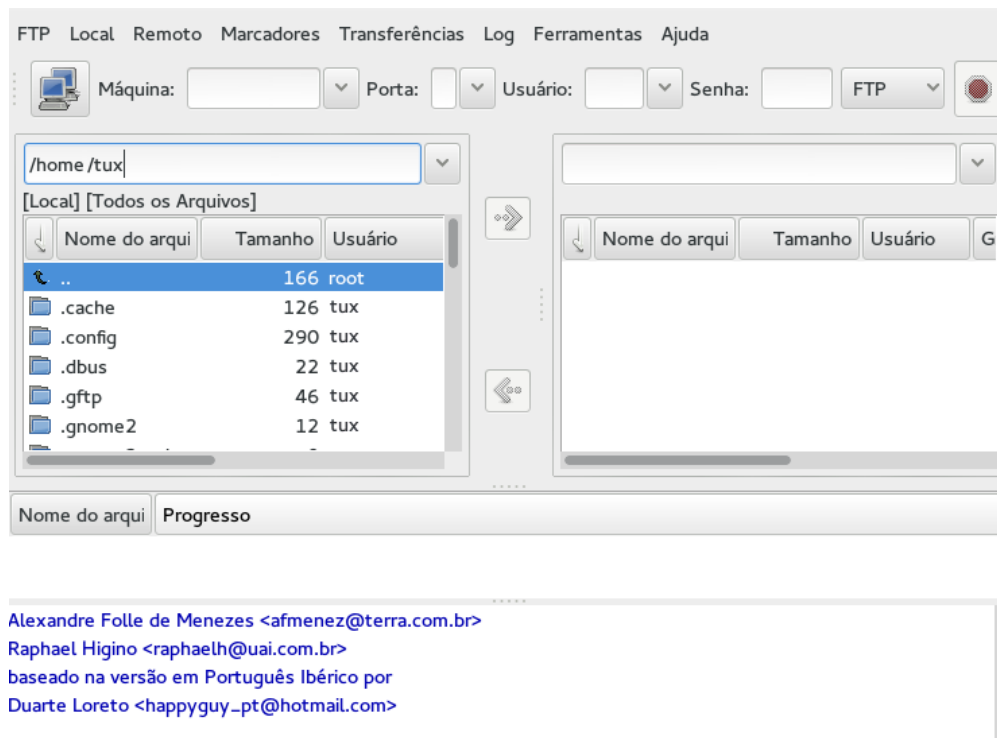 FTP Local Remoto Marcadores Transferências Log Ferramentas Ajuda
Máquina: Porta: Usuário: Senha: FTP
/home/tux
[Local] [Todos os Arquivos]
Nome do arqui Tamanho Usuário
.. 166 root
.cache 126 tux
.config 290 tux
.dbus 22 tux
.gftp 46 tux
.gnome2 12 tux
Nome do arqui Tamanho Usuário G
Nome do arqui Progresso
Alexandre Folle de Menezes <afmenez@terra.com.br>
Raphael Higino <raphaelh@uai.com.br>
baseado na versão em Português Ibérico por
Duarte Loreto <happyguy_pt@hotmail.com>